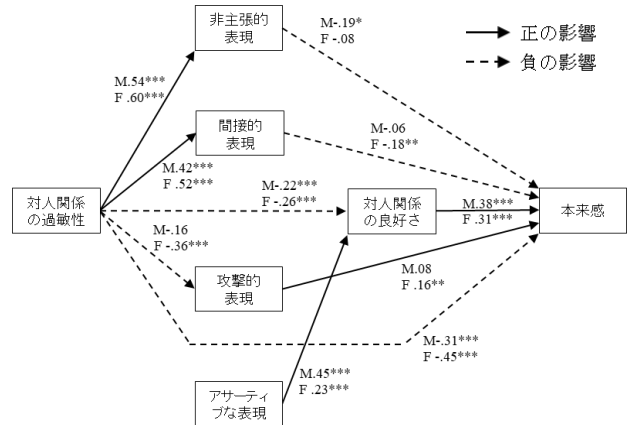 非主張的
表現
M-.19*
F -.08
正の影響
負の影響
M.54***
F .60***
間接的
表現
M-.06
F -.18**
M.42***
F .52***
対人関係
の過敏性
M-.22***
F -.26***
対人関係
の良好さ
M.38***
F .31***
本来感
M-.16
F -.36***
攻撃的
表現
M.08
F .16**
M-.31***
F -.45***
M.45***
F .23***
アサーティ
ブな表現